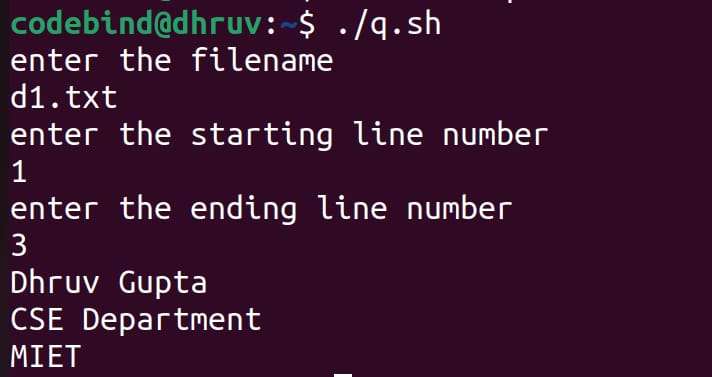 codebind@dhruv:~$ ./q.sh
enter the filename
d1.txt
enter the starting line number
1
enter the ending line number
3
Dhruv Gupta
CSE Department
MIET